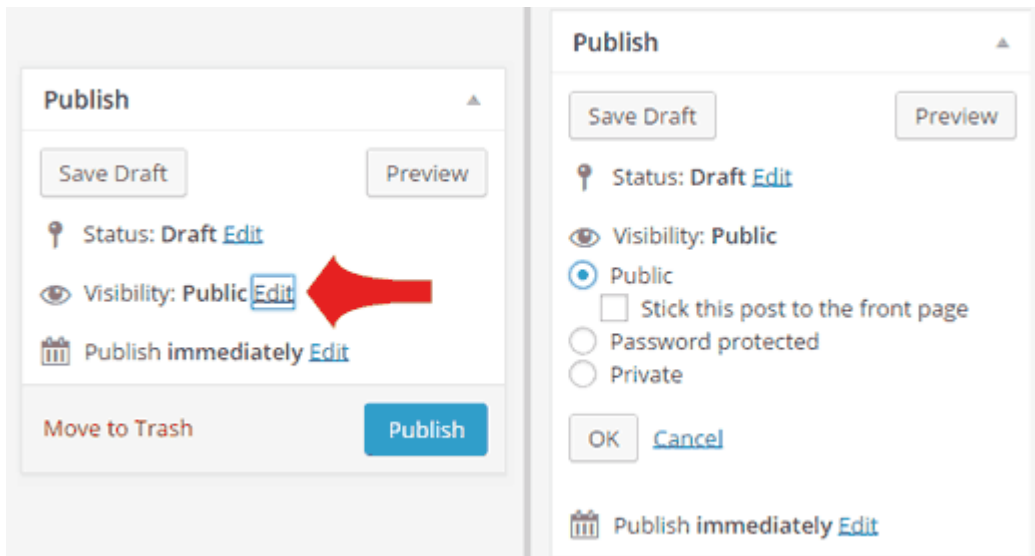 Publish
Save Draft
Preview
Status: Draft Edit
Visibility: Public Edit
Publish immediately Edit
Move to Trash
Publish
Publish
Save Draft
Preview
Status: Draft Edit
Visibility: Public
Public
Stick this post to the front page
Password protected
Private
OK
Cancel
Publish immediately Edit